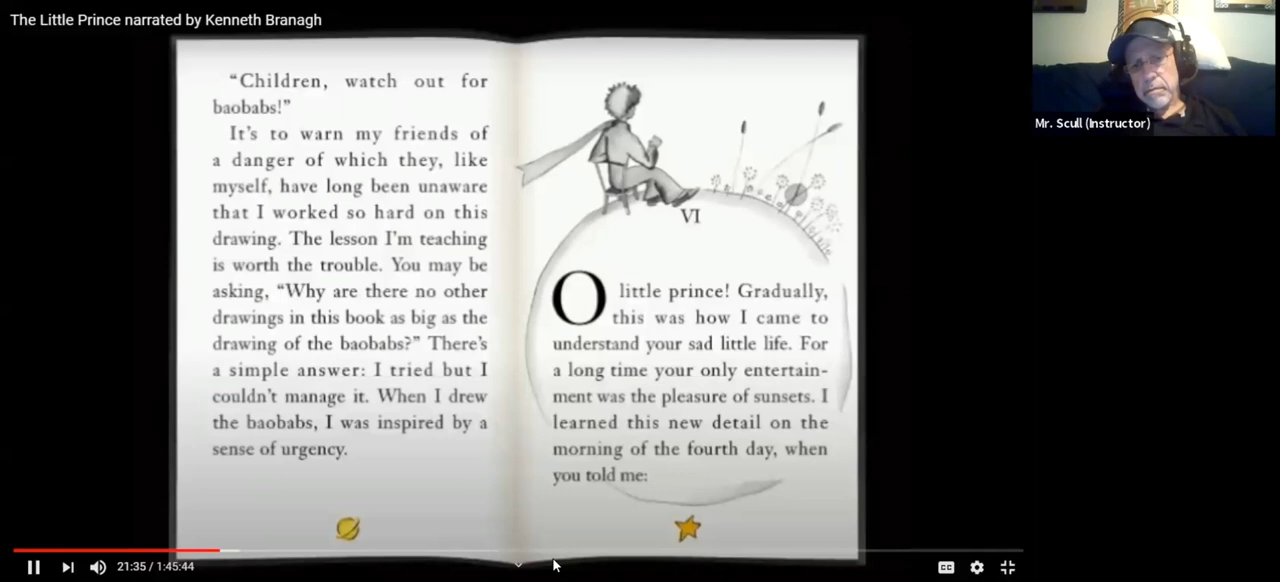 The Little Prince narrated by Kenneth Branagh
“Children, watch out for
baobabs!”
It’s to warn my friends of
a danger of which they, like
myself, have long been unaware
that I worked so hard on this
drawing. The lesson I’m teaching
is worth the trouble. You may be
asking, “Why are there no other
drawings in this book as big as the
drawing of the baobabs?” There’s
a simple answer: I tried but I
couldn’t manage it. When I drew
the baobabs, I was inspired by a
sense of urgency.
VI
O little prince! Gradually,
this was how I came to
understand your sad little life. For
a long time your only entertain-
ment was the pleasure of sunsets. I
learned this new detail on the
morning of the fourth day, when
you told me:
Mr. Scull (Instructor)
21:35 / 1:45:44
CC